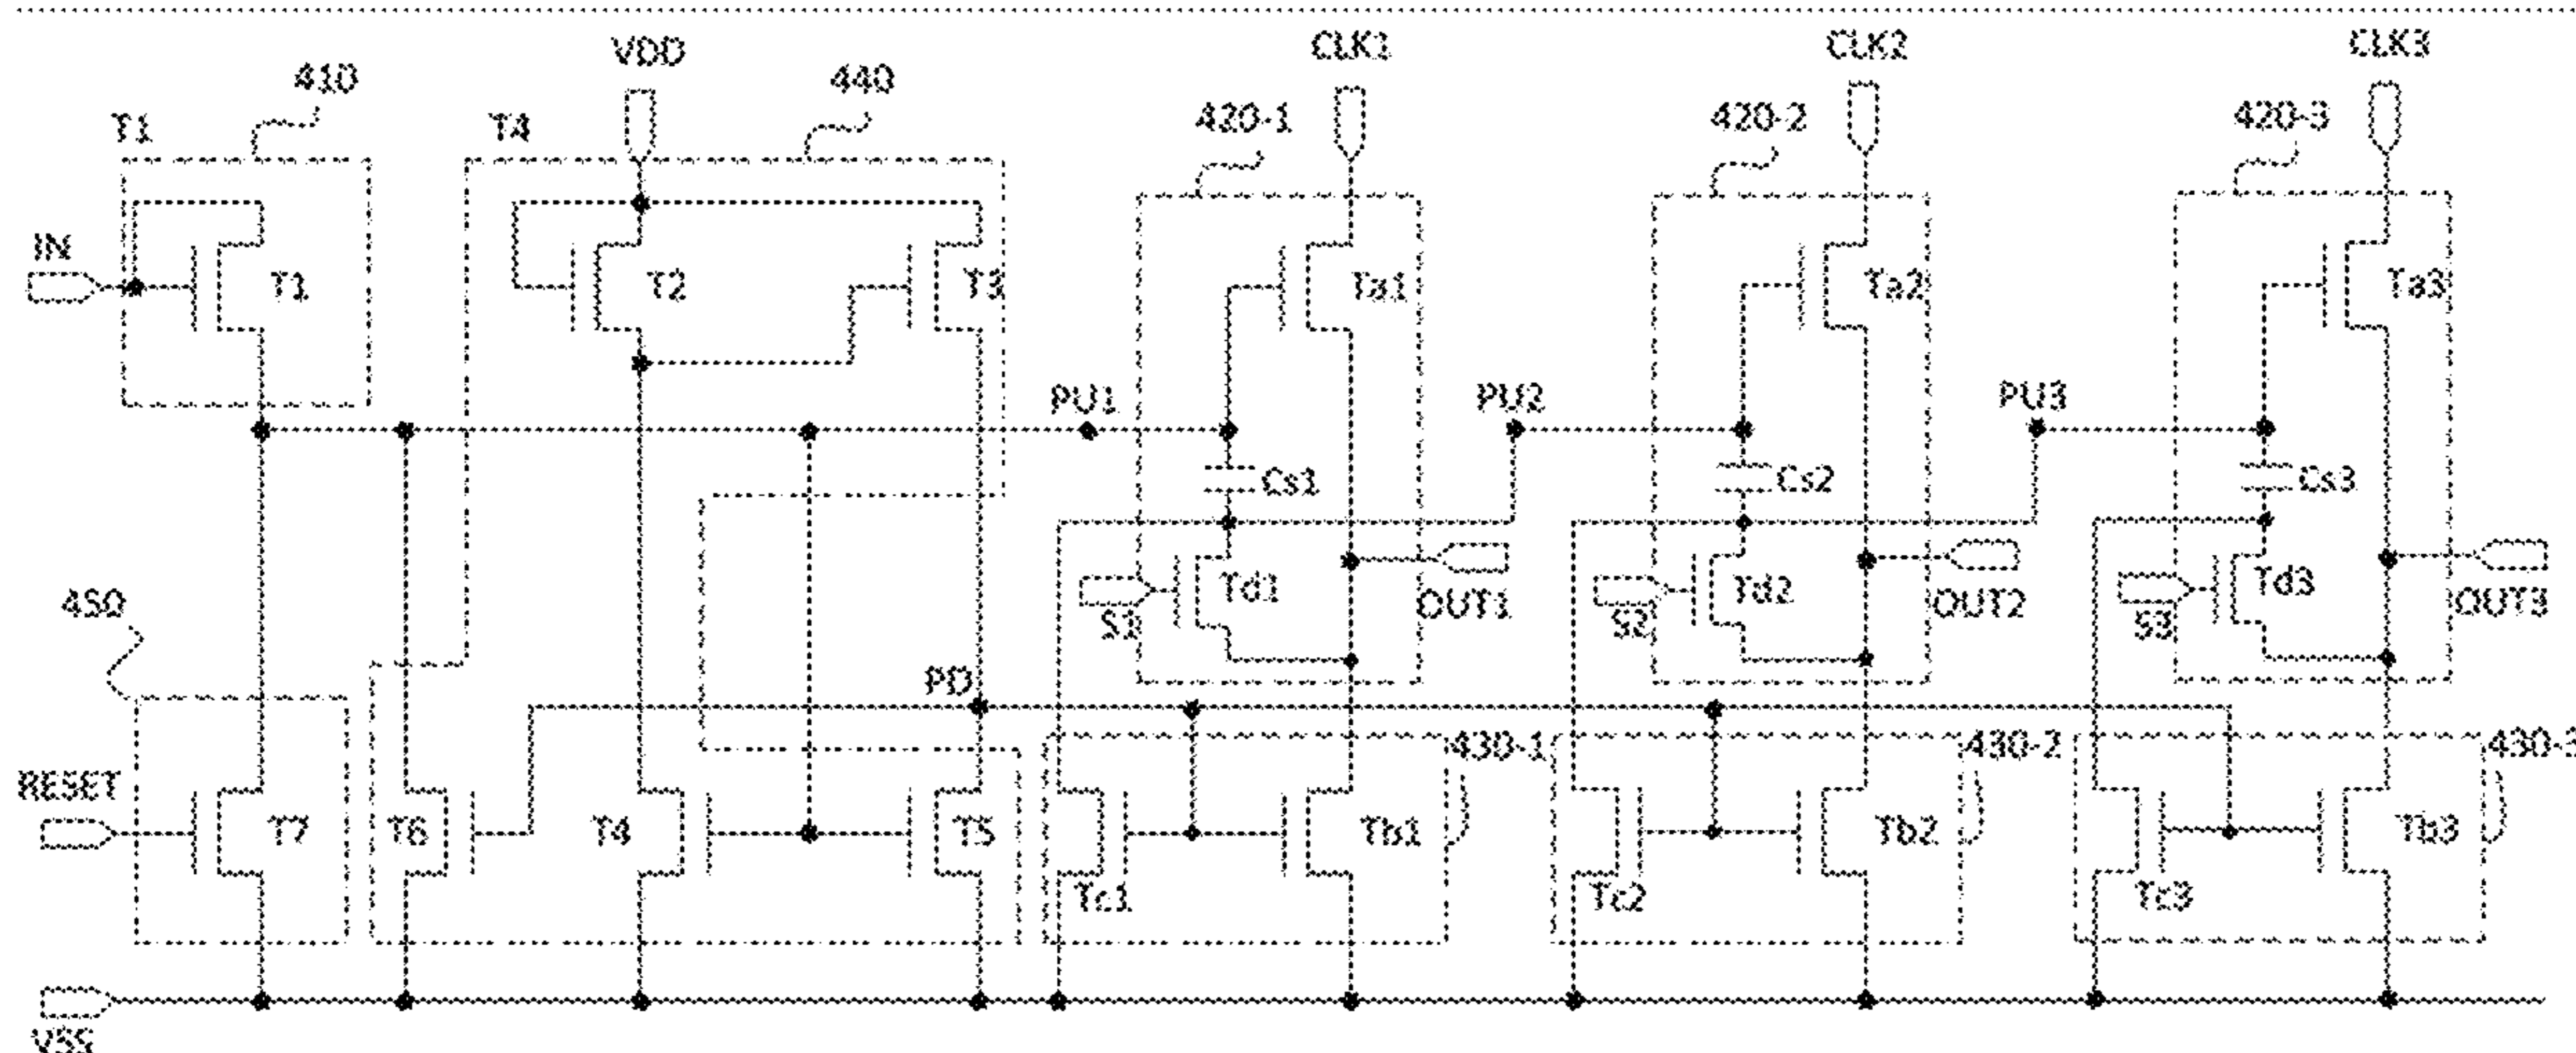 VDD
CLK1
CLK2
CLK3
410
440
T1
T4
420-1
420-2
420-3
IN
T1
T2
T3
Ta1
Ta2
Ta3
PU1
PU2
PU3
Cs1
Cs2
Cs3
450
S1
Td1
OUT1
S2
Td2
OUT2
S3
Td3
OUT3
PD
430-1
430-2
430-3
RESET
T7
T6
T4
T5
Tc1
Tb1
Tc2
Tb2
Tc3
Tb3
VSS